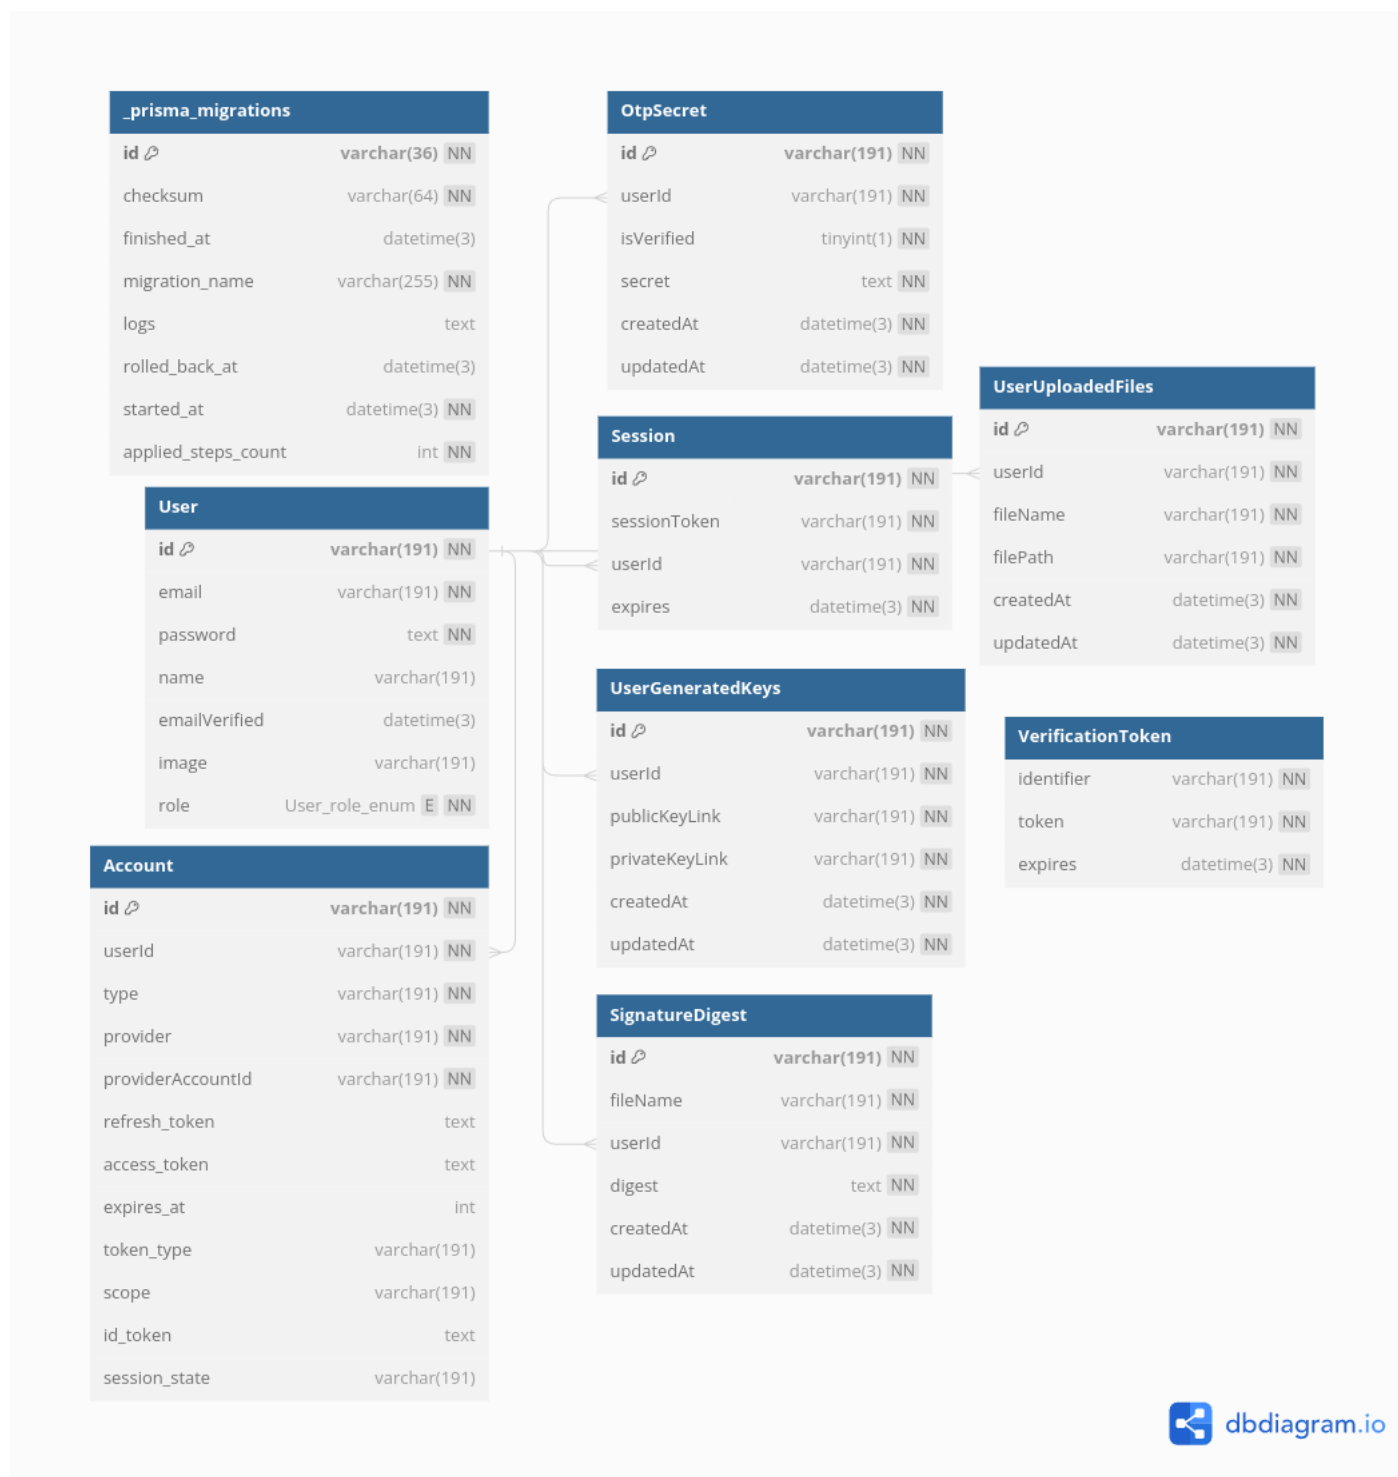 _prisma_migrations
id varchar(36) NN
checksum varchar(64) NN
finished_at datetime(3)
migration_name varchar(255) NN
logs text
rolled_back_at datetime(3)
started_at datetime(3) NN
applied_steps_count int NN
User
id varchar(191) NN
email varchar(191) NN
password text NN
name varchar(191)
emailVerified datetime(3)
image varchar(191)
role User_role_enum E NN
Account
id varchar(191) NN
userId varchar(191) NN
type varchar(191) NN
provider varchar(191) NN
providerAccountId varchar(191) NN
refresh_token text
access_token text
expires_at int
token_type varchar(191)
scope varchar(191)
id_token text
session_state varchar(191)
OtpSecret
id varchar(191) NN
userId varchar(191) NN
isVerified tinyint(1) NN
secret text NN
createdAt datetime(3) NN
updatedAt datetime(3) NN
Session
id varchar(191) NN
sessionToken varchar(191) NN
userId varchar(191) NN
expires datetime(3) NN
UserGeneratedKeys
id varchar(191) NN
userId varchar(191) NN
publicKeyLink varchar(191) NN
privateKeyLink varchar(191) NN
createdAt datetime(3) NN
updatedAt datetime(3) NN
SignatureDigest
id varchar(191) NN
fileName varchar(191) NN
userId varchar(191) NN
digest text NN
createdAt datetime(3) NN
updatedAt datetime(3) NN
UserUploadedFiles
id varchar(191) NN
userId varchar(191) NN
fileName varchar(191) NN
filePath varchar(191) NN
createdAt datetime(3) NN
updatedAt datetime(3) NN
VerificationToken
identifier varchar(191) NN
token varchar(191) NN
expires datetime(3) NN
dbdiagram.io